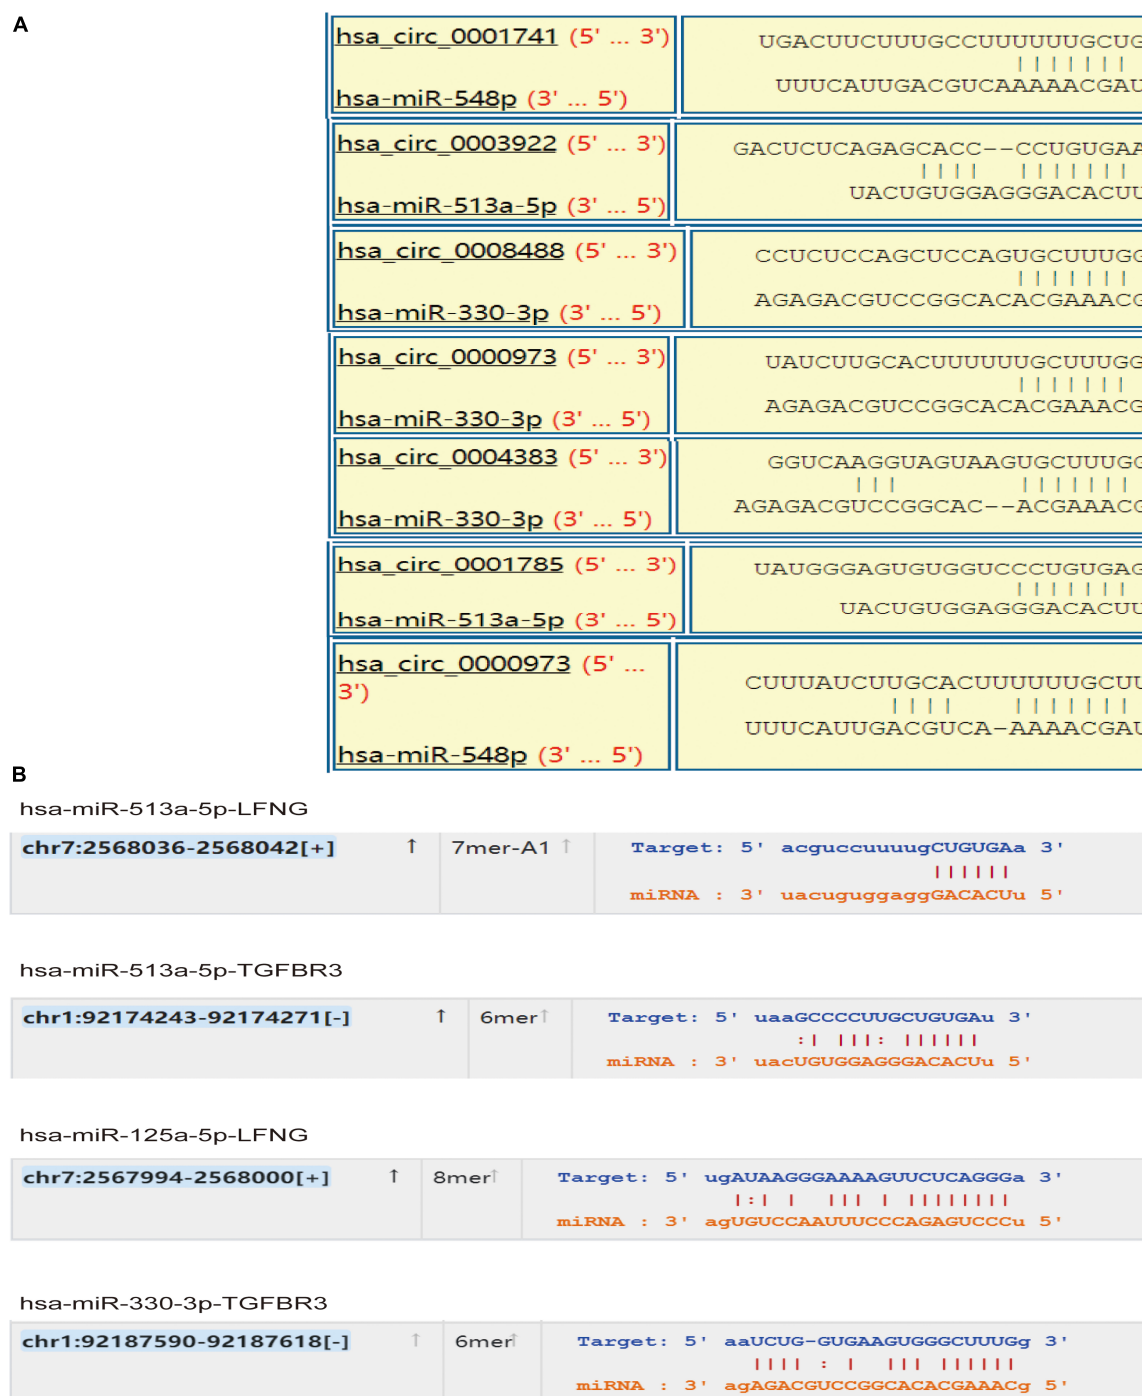 A
hsa_circ_0001741 (5' ... 3')
UGACUUCUUUGCCUUUUUUGCUG
hsa-miR-548p (3' ... 5')
UUUCAUUGACGUCAAAAACGAU
hsa_circ_0003922 (5' ... 3')
GACUCUCAGAGCACC--CCUGUGAA
hsa-miR-513a-5p (3' ... 5')
UACUGUGGAGGGACACUU
hsa_circ_0008488 (5' ... 3')
CCUCUCCAGCUCCAGUGCUUUGG
hsa-miR-330-3p (3' ... 5')
AGAGACGUCCGGCACACGAAACG
hsa_circ_0000973 (5' ... 3')
UAUCUUGCACUUUUUUGCUUUGG
hsa-miR-330-3p (3' ... 5')
AGAGACGUCCGGCACACGAAACG
hsa_circ_0004383 (5' ... 3')
GGUCAAGGUAGUAAGUGCUUUGG
hsa-miR-330-3p (3' ... 5')
AGAGACGUCCGGCAC--ACGAAACG
hsa_circ_0001785 (5' ... 3')
UAUGGGAGUGUGGUCCCUGUGAG
hsa-miR-513a-5p (3' ... 5')
UACUGUGGAGGGACACUU
hsa_circ_0000973 (5' ...
3')
CUUUAUCUUGCACUUUUUUGCUU
hsa-miR-548p (3' ... 5')
UUUCAUUGACGUCA-AAAACGAU
B
hsa-miR-513a-5p-LFNG
chr7:2568036-2568042[+] ↑ 7mer-A1 ↑ Target: 5' acguccuuuugCUGUGAa 3'
miRNA : 3' uacuguggaggGACACUu 5'
hsa-miR-513a-5p-TGFBR3
chr1:92174243-92174271[-] ↑ 6mer↑ Target: 5' uaaGCCCCUUGCUGUGAu 3'
miRNA : 3' uacUGUGGAGGGACACUu 5'
hsa-miR-125a-5p-LFNG
chr7:2567994-2568000[+] ↑ 8mer↑ Target: 5' ugAUAAGGGAAAAGUUCUCAGGGa 3'
miRNA : 3' agUGUCCAAUUUCCCAGAGUCCCu 5'
hsa-miR-330-3p-TGFBR3
chr1:92187590-92187618[-] ↑ 6mer↑ Target: 5' aaUCUG-GUGAAGUGGGCUUUGg 3'
miRNA : 3' agAGACGUCCGGCACACGAAACg 5'